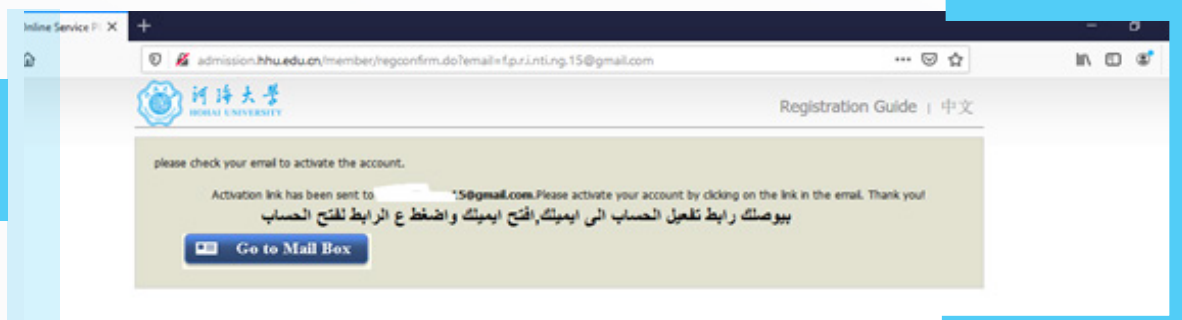 nline Service Pl
admission.hhu.edu.cn/member/regconfirm.do?email=f.p.r.i.nti.ng.15@gmail.com
河海大学
HOHAI UNIVERSITY
Registration Guide | 中文
please check your email to activate the account.
Activation link has been sent to 15@gmail.com.Please activate your account by clicking on the link in the email. Thank you!
بيوصلك رابط تفعيل الحساب الى ايميلك,افتح ايميلك واضغط ع الرابط لفتح الحساب
Go to Mail Box